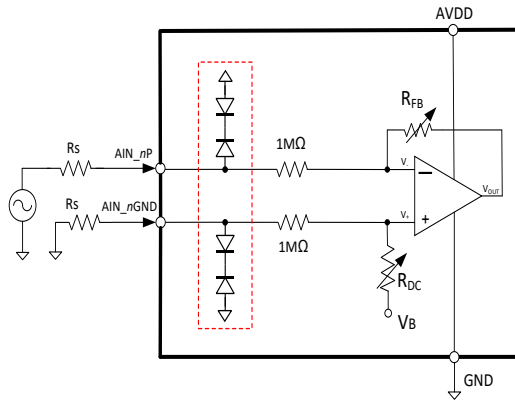 AVDD
RFB
Rs
AIN_nP
1MΩ
V-
VOUT
Rs
AIN_nGND
V+
1MΩ
RDC
VB
GND